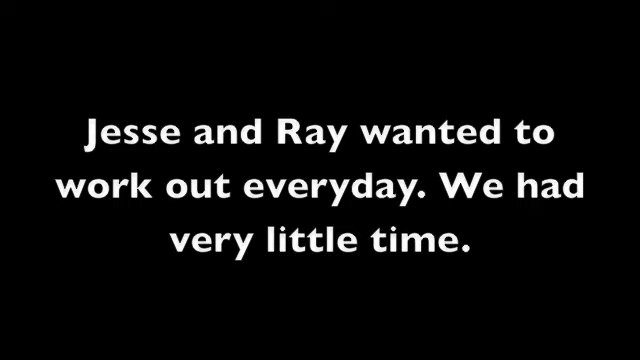 Jesse and Ray wanted to
work out everyday. We had
very little time.